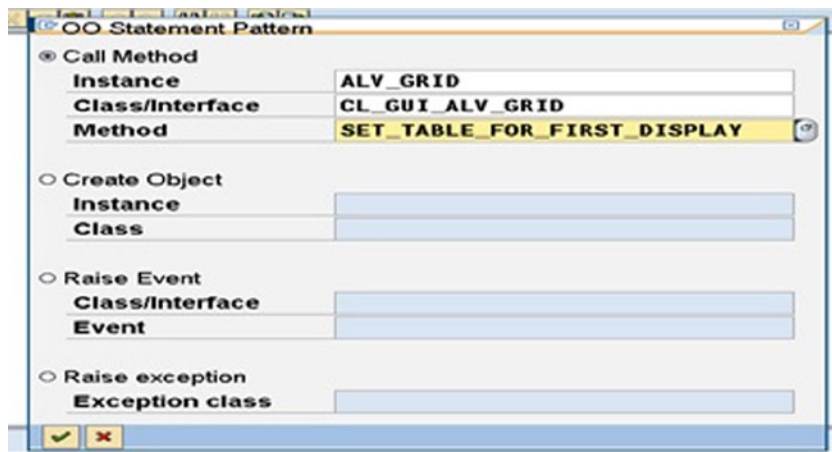 OO Statement Pattern
Call Method
Instance ALV_GRID
Class/Interface CL_GUI_ALV_GRID
Method SET_TABLE_FOR_FIRST_DISPLAY
Create Object
Instance
Class
Raise Event
Class/Interface
Event
Raise exception
Exception class